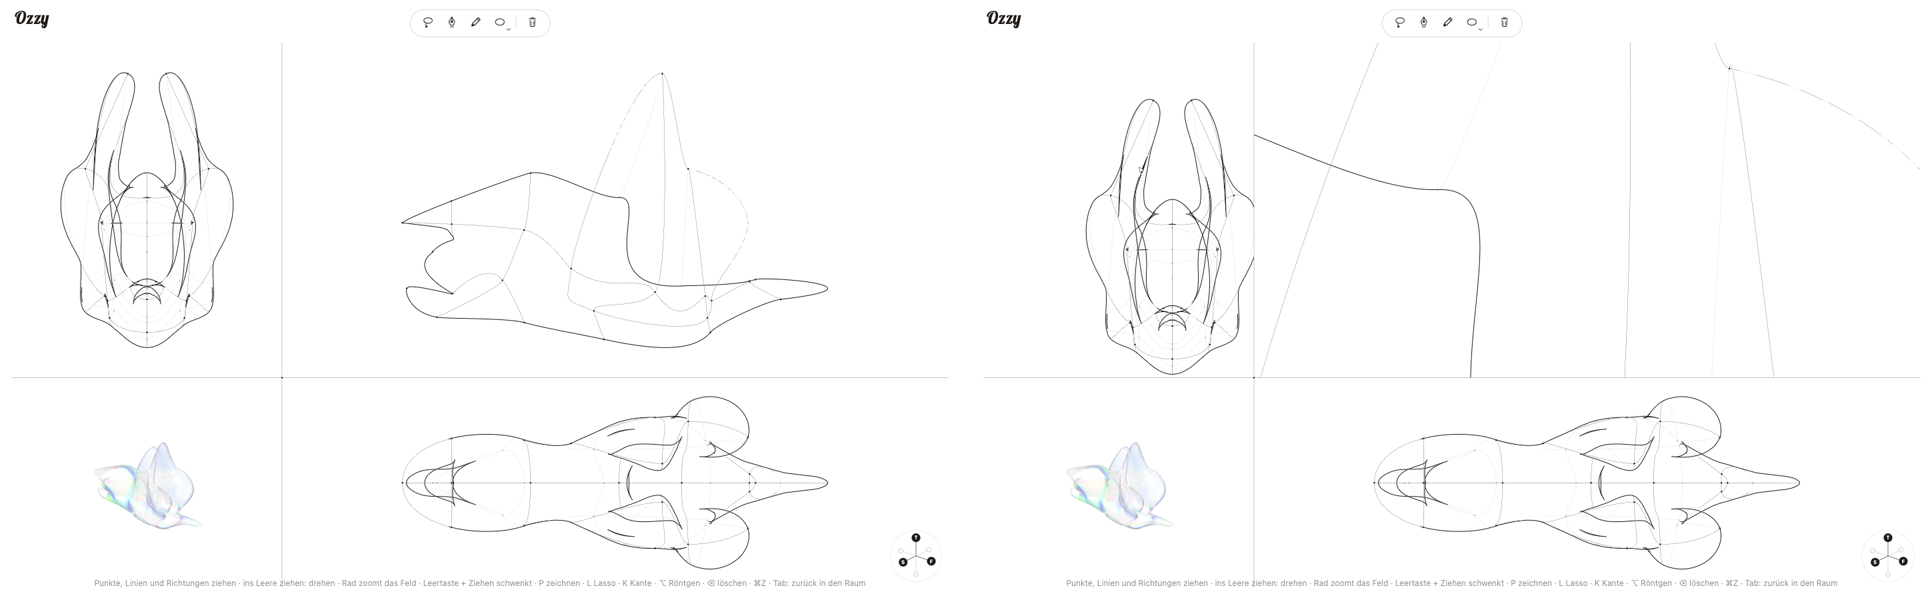 Ozzy
Ozzy
T
S F
T
S F
Punkte, Linien und Richtungen ziehen · ins Leere ziehen: drehen · Rad zoomt das Feld · Leertaste + Ziehen schwenkt · P zeichnen · L Lasso · K Kante · ⌥ Röntgen · ⌫ löschen · ⌘Z · Tab: zurück in den Raum
Punkte, Linien und Richtungen ziehen · ins Leere ziehen: drehen · Rad zoomt das Feld · Leertaste + Ziehen schwenkt · P zeichnen · L Lasso · K Kante · ⌥ Röntgen · ⌫ löschen · ⌘Z · Tab: zurück in den Raum